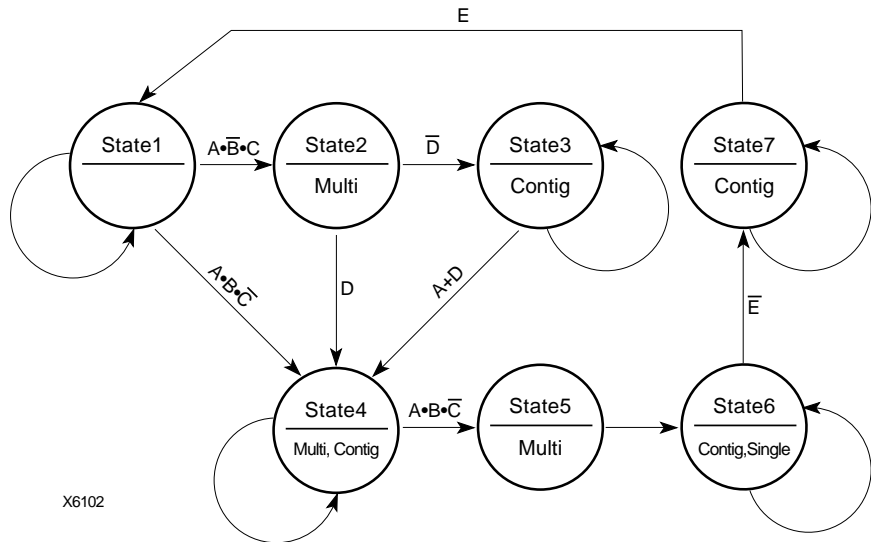 E
State1
A•B̅•C
State2
Multi
D̅
State3
Contig
State7
Contig
A•B•C̅
D
A+D
E̅
State4
Multi, Contig
A•B•C̅
State5
Multi
State6
Contig,Single
X6102